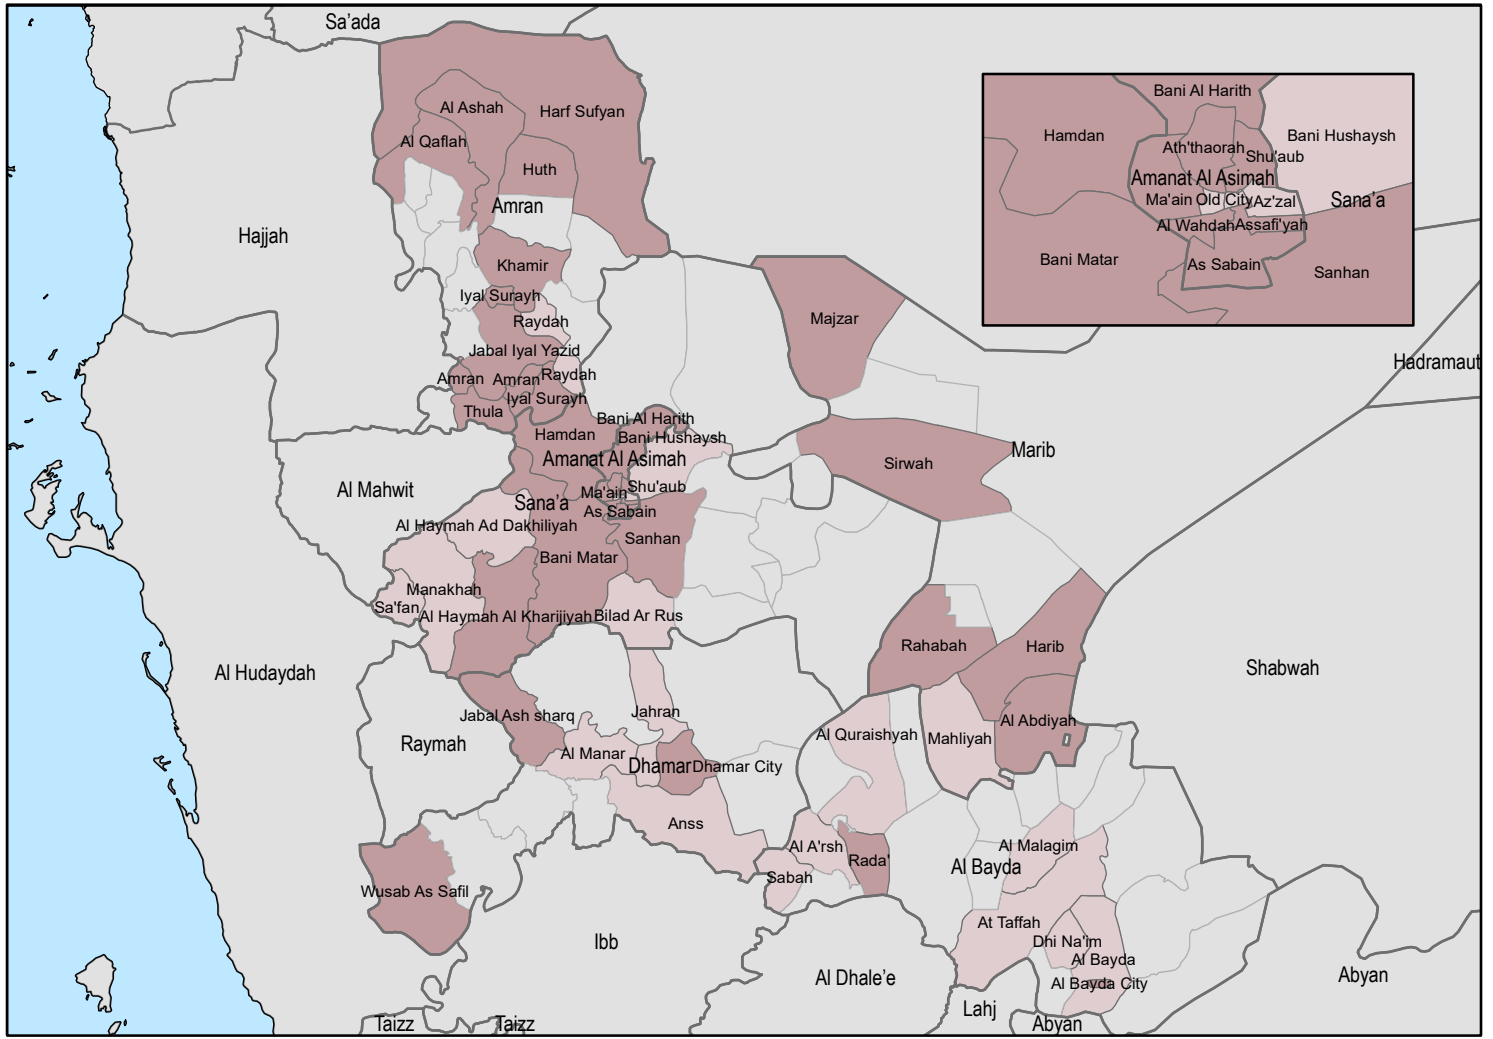 Sa’ada
Al Ashah
Harf Sufyan
Al Qaflah
Huth
Amran
Hajjah
Khamir
Iyal Surayh
Raydah
Jabal Iyal Yazid
Amran
Amran
Raydah
Iyal Surayh
Thula
Majzar
Bani Al Harith
Hamdan
Bani Hushaysh
Ath'thaorah
Shu'aub
Amanat Al Asimah
Ma'ain
Old City
Az'zal
Sana’a
Al Wahdah
Assafi'yah
Bani Matar
As Sabain
Sanhan
Hadramaut
Bani Al Harith
Hamdan
Bani Hushaysh
Amanat Al Asimah
Marib
Sirwah
Al Mahwit
Ma'ain
Shu'aub
Sana’a
As Sabain
Al Haymah Ad Dakhiliyah
Sanhan
Bani Matar
Manakhah
Sa'fan
Al Haymah Al Kharijiyah
Bilad Ar Rus
Rahabah
Harib
Al Hudaydah
Shabwah
Jabal Ash sharq
Jahran
Al Abdiyah
Raymah
Al Quraishyah
Mahliyah
Al Manar
Dhamar
Dhamar City
Anss
Al A'rsh
Rada'
Al Malagim
Al Bayda
Sabah
Wusab As Safil
At Taffah
Dhi Na'im
Ibb
Al Bayda
Al Dhale’e
Al Bayda City
Abyan
Lahj
Taizz
Taizz
Abyan